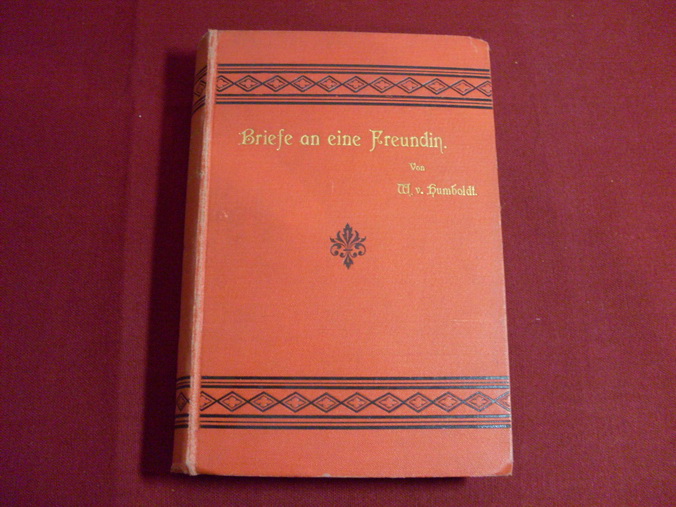 Briefe an eine Freundin.
Von
W. v. Humboldt.